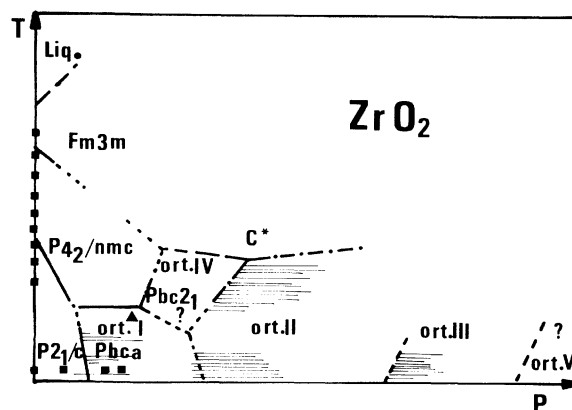 T
Liq.
ZrO₂
Fm3m
P4₂/nmc
C*
ort.IV
Pbc2₁
?
ort.I
ort.II
ort.III
?
P2₁/c
Pbca
ort.V
P